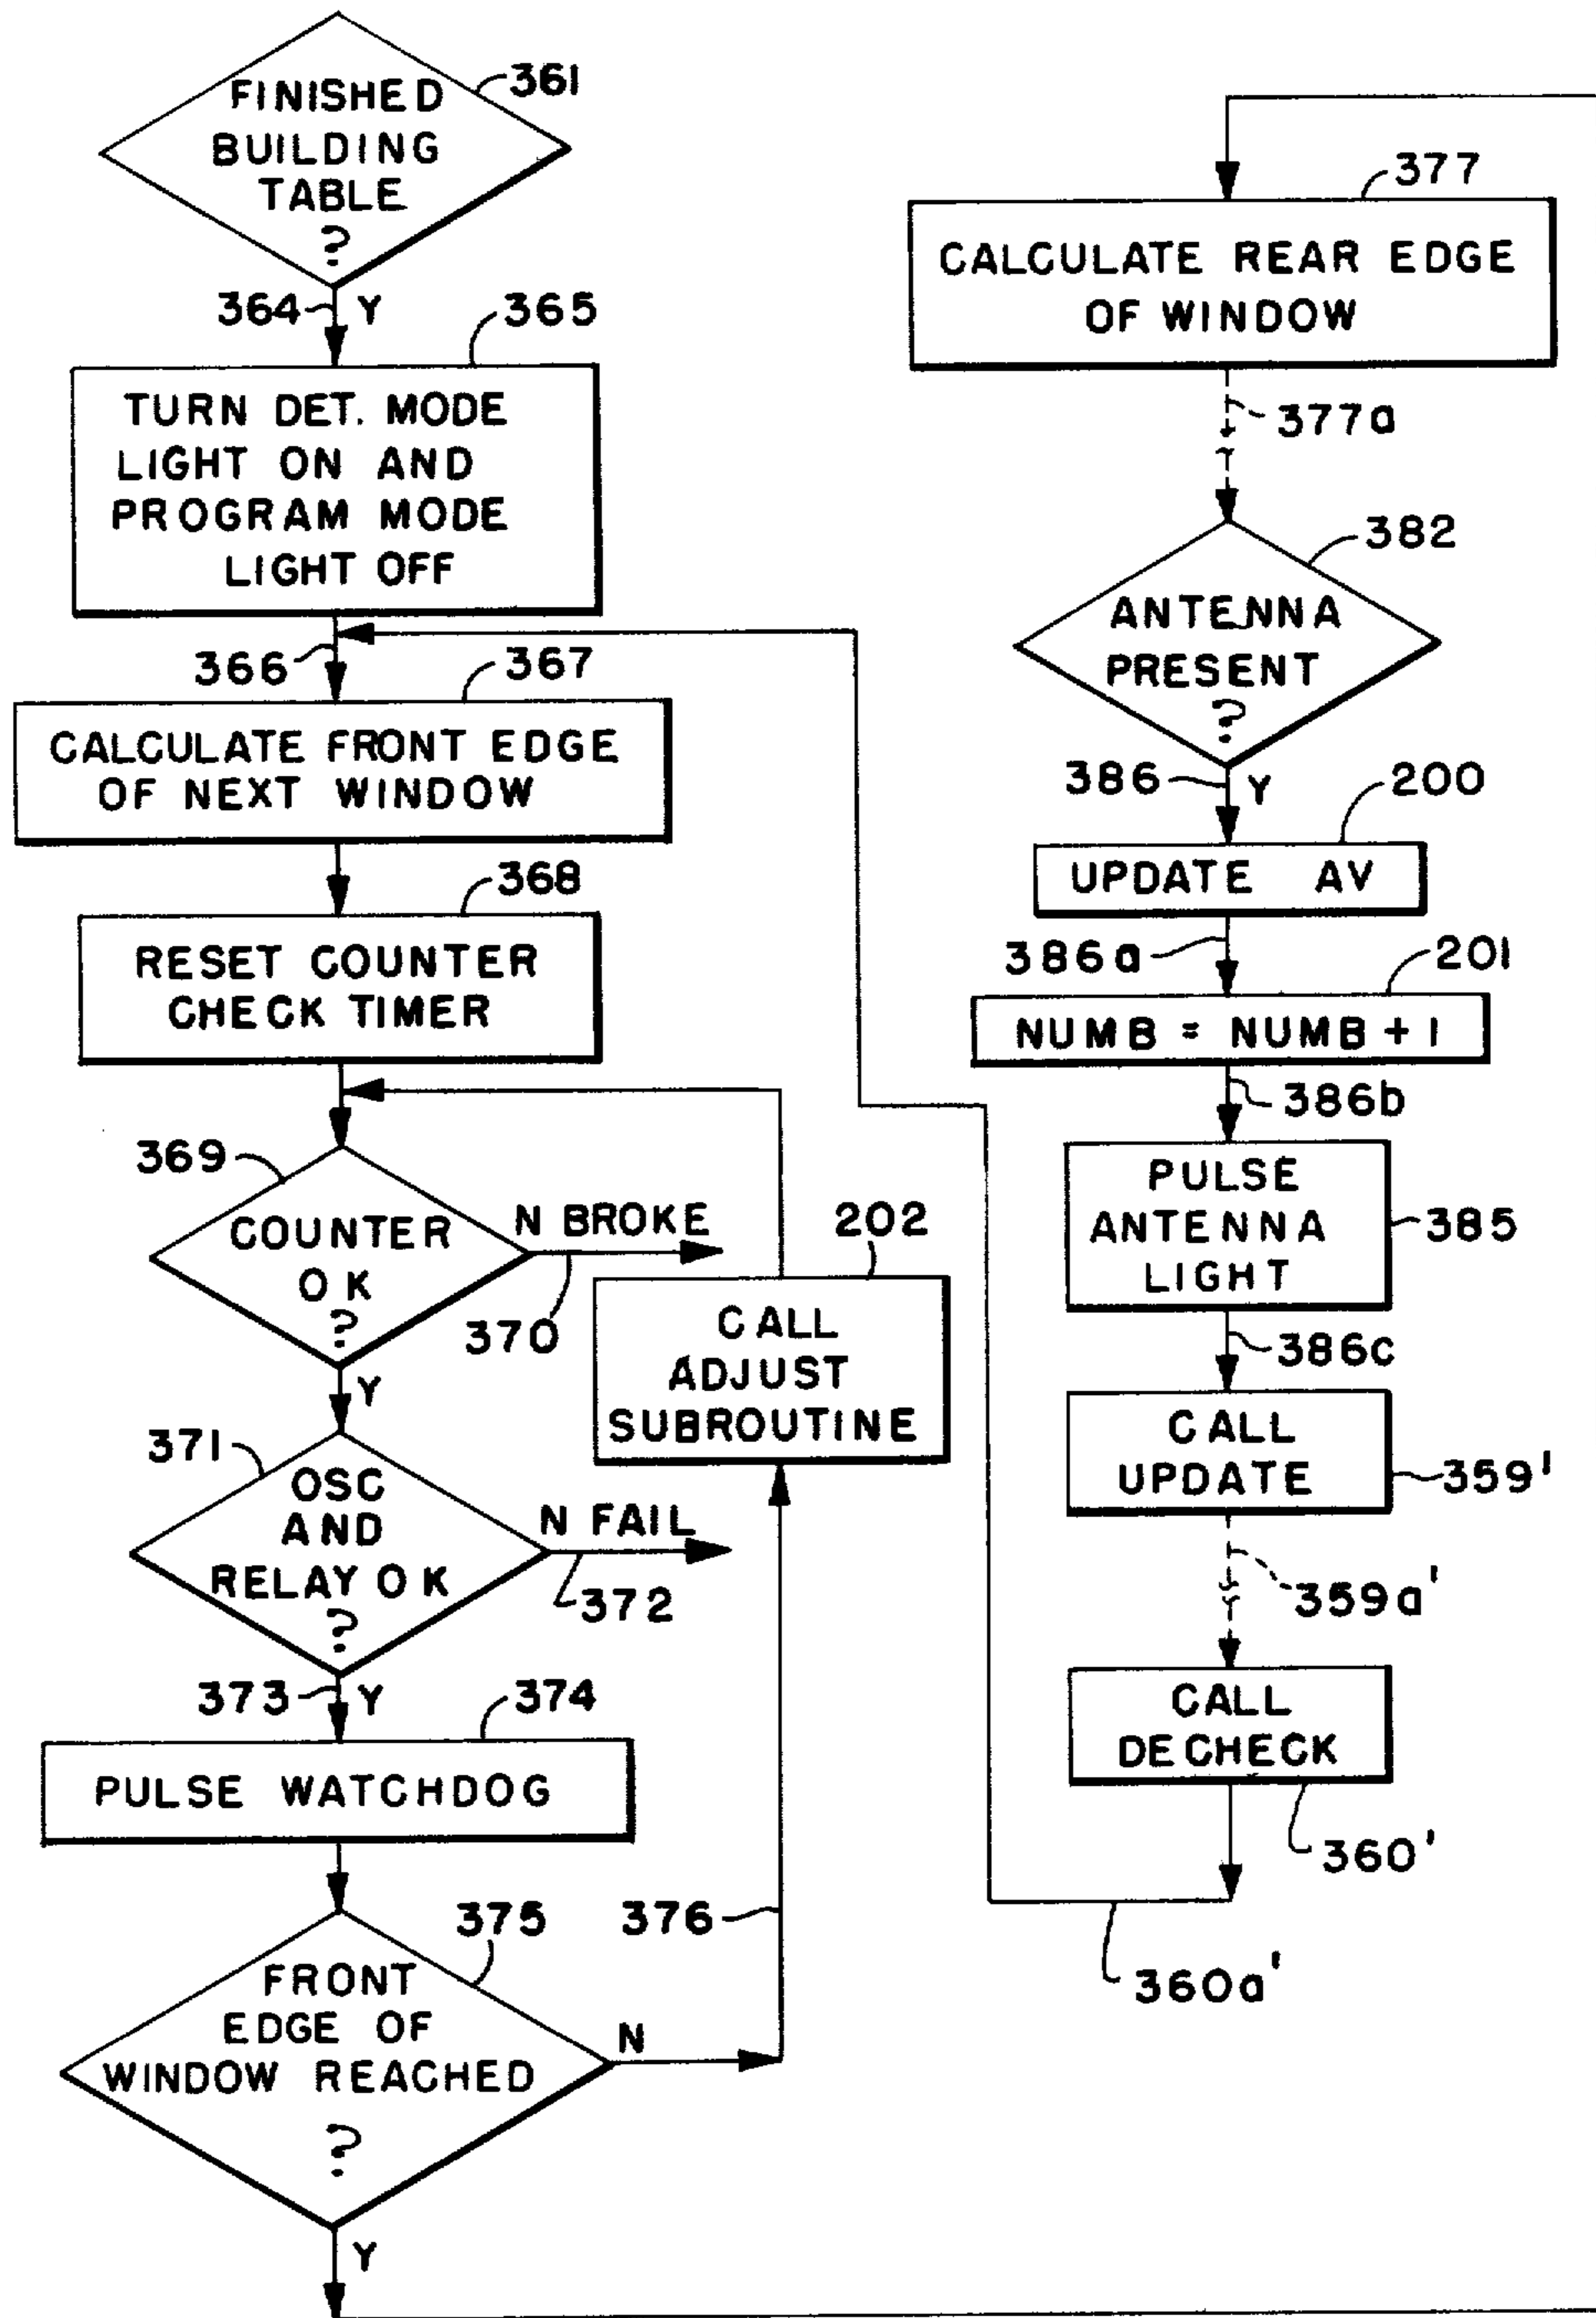 FINISHED
BUILDING
TABLE
?
361
364
Y
365
TURN DET. MODE
LIGHT ON AND
PROGRAM MODE
LIGHT OFF
366
367
CALCULATE FRONT EDGE
OF NEXT WINDOW
368
RESET COUNTER
CHECK TIMER
369
COUNTER
OK
?
N BROKE
370
Y
202
CALL
ADJUST
SUBROUTINE
371
OSC
AND
RELAY OK
?
N FAIL
372
373
Y
374
PULSE WATCHDOG
375
376
FRONT
EDGE OF
WINDOW REACHED
?
N
Y
377
CALCULATE REAR EDGE
OF WINDOW
377a
382
ANTENNA
PRESENT
?
386
Y
200
UPDATE AV
386a
201
NUMB = NUMB + 1
386b
PULSE
ANTENNA
LIGHT
385
386c
CALL
UPDATE
359'
359a'
CALL
DECHECK
360'
360a'